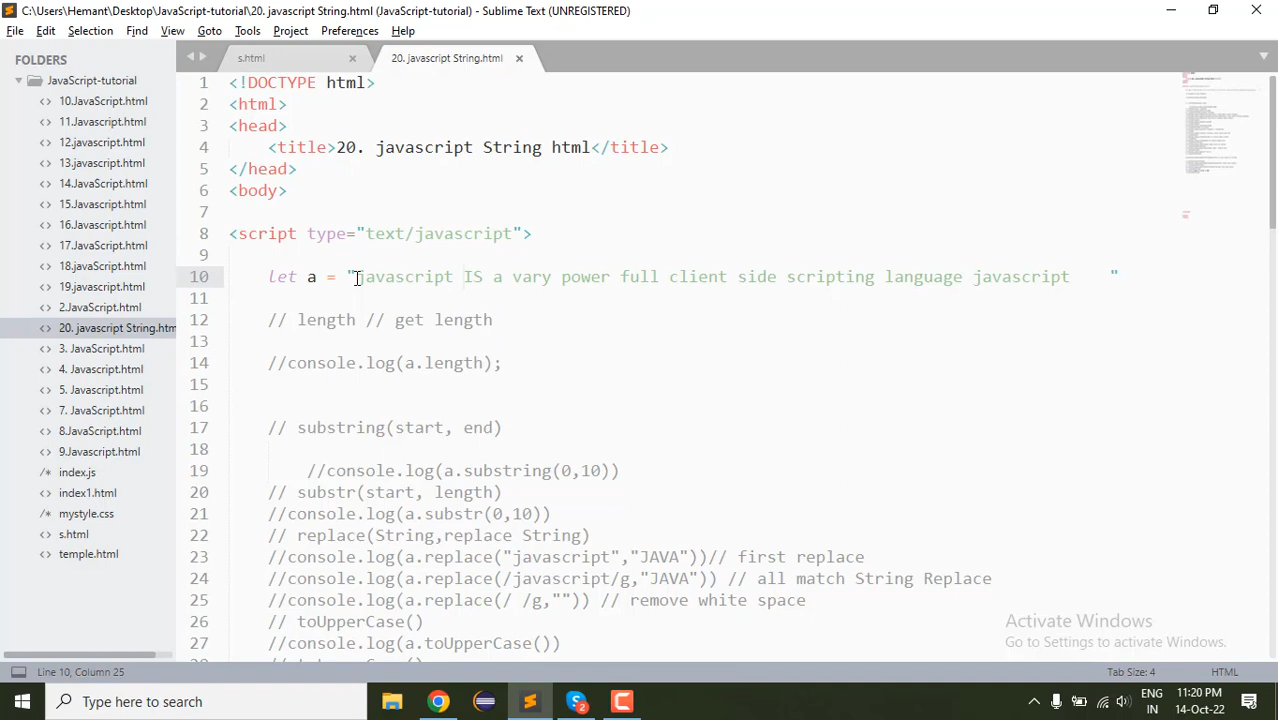 C:\Users\Hemant\Desktop\JavaScript-tutorial\20. javascript String.html (JavaScript-tutorial) - Sublime Text (UNREGISTERED)
File Edit Selection Find View Goto Tools Project Preferences Help
FOLDERS
JavaScript-tutorial
10.JavaScript.html
11.Javascript.html
12.javascript.html
13.javascript.html
14.JavaScript.html
15.JavaScript.html
16.Javascript.html
17.JavaScript.html
18.javascript.html
19.javascript.html
2.JavaScript.html
20. javascript String.htm
3. JavaScript.html
4. Javascript.html
5. Javascript.html
7. JavaScript.html
8.JavaScript.html
9.Javascript.html
index.js
index1.html
mystyle.css
s.html
temple.html
s.html
20. javascript String.html
1 <!DOCTYPE html>
2 <html>
3 <head>
4 <title>20. javascript String html</title>
5 </head>
6 <body>
7
8 <script type="text/javascript">
9
10 let a = "javascript IS a vary power full client side scripting language javascript    "
11
12 // length // get length
13
14 //console.log(a.length);
15
16
17 // substring(start, end)
18
19 //console.log(a.substring(0,10))
20 // substr(start, length)
21 //console.log(a.substr(0,10))
22 // replace(String,replace String)
23 //console.log(a.replace("javascript","JAVA"))// first replace
24 //console.log(a.replace(/javascript/g,"JAVA")) // all match String Replace
25 //console.log(a.replace(/ /g,"")) // remove white space
26 // toUpperCase()
27 //console.log(a.toUpperCase())
Activate Windows
Go to Settings to activate Windows.
Line 10, Column 25
Tab Size: 4
HTML
Type here to search
2
ENG
IN
11:20 PM
14-Oct-22